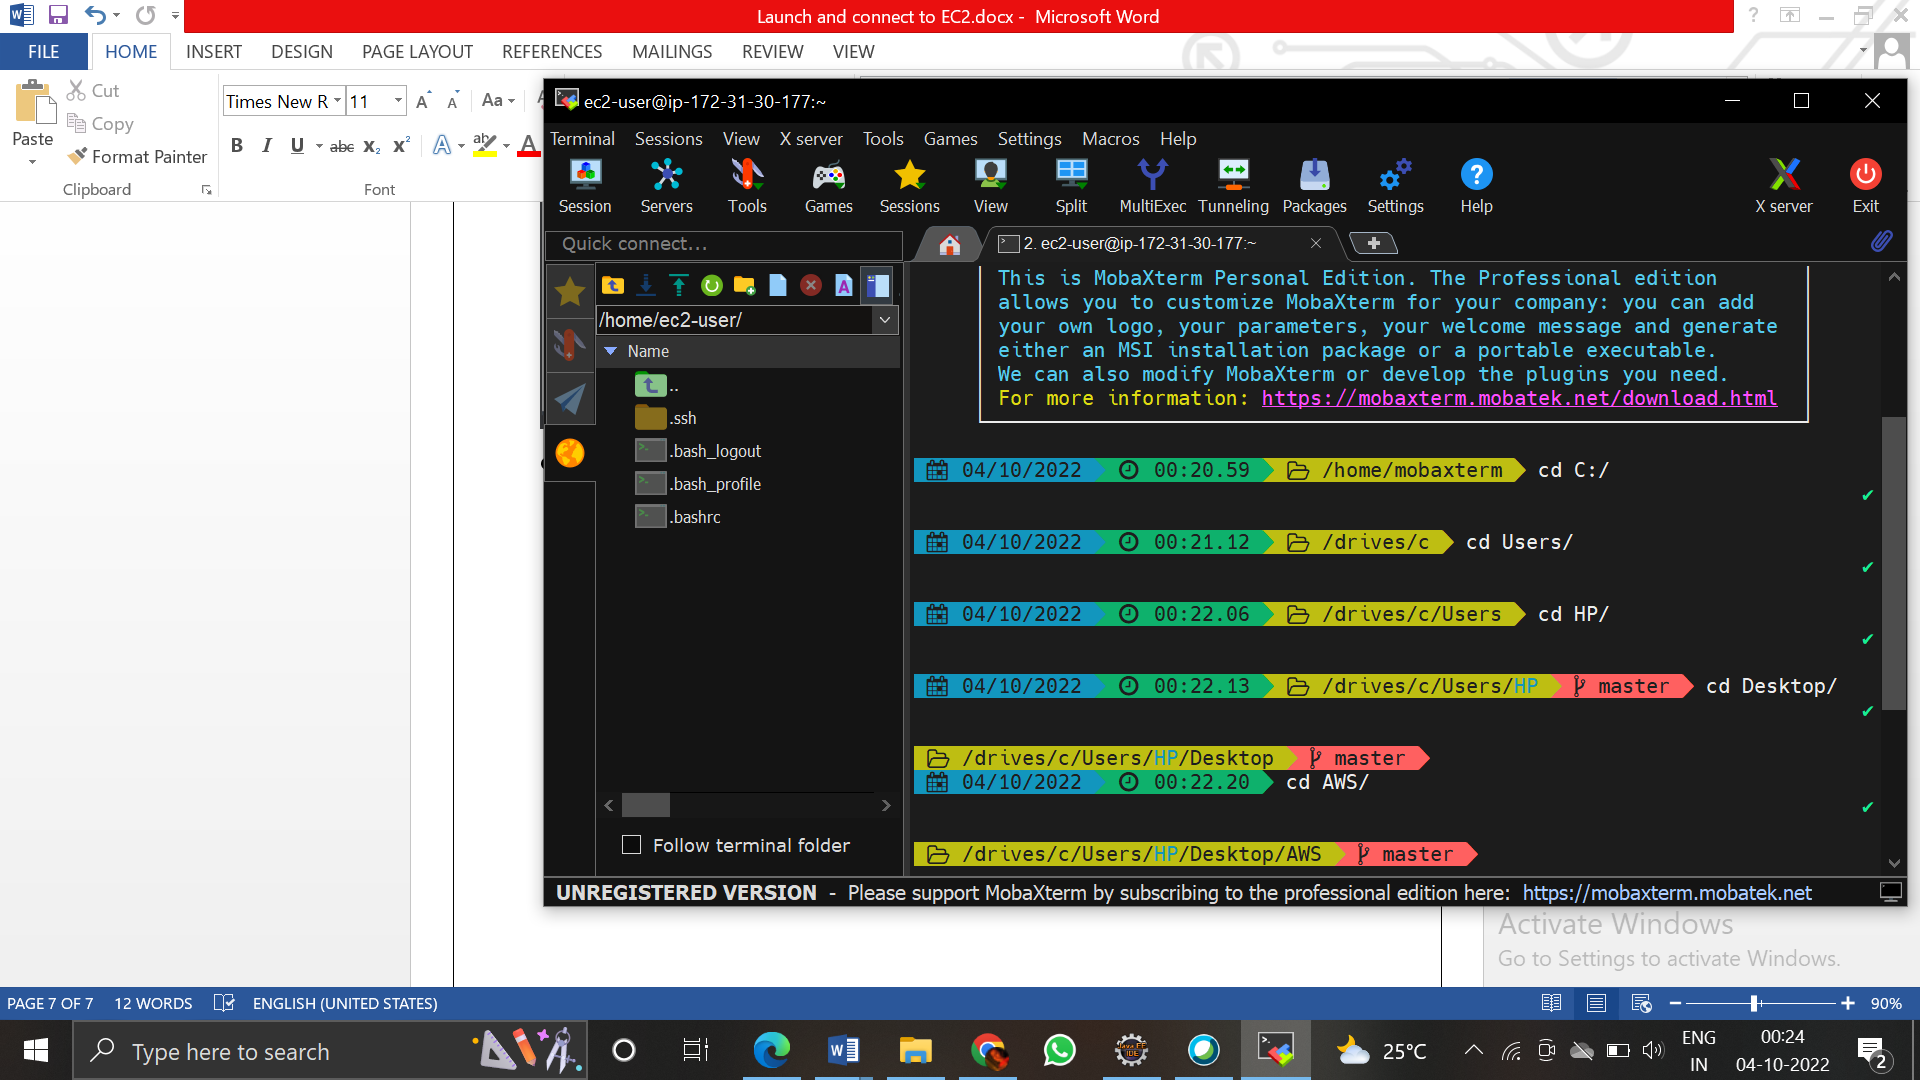 Launch and connect to EC2.docx - Microsoft Word
FILE HOME INSERT DESIGN PAGE LAYOUT REFERENCES MAILINGS REVIEW VIEW
Paste
Cut
Copy
Format Painter
Clipboard
Times New R 11
Aa
B I U abc X₂ X² A ab A
Font
ec2-user@ip-172-31-30-177:~
Terminal Sessions View X server Tools Games Settings Macros Help
Session Servers Tools Games Sessions View Split MultiExec Tunneling Packages Settings Help X server Exit
Quick connect...
2. ec2-user@ip-172-31-30-177:~
/home/ec2-user/
Name
..
.ssh
.bash_logout
.bash_profile
.bashrc
Follow terminal folder
This is MobaXterm Personal Edition. The Professional edition
allows you to customize MobaXterm for your company: you can add
your own logo, your parameters, your welcome message and generate
either an MSI installation package or a portable executable.
We can also modify MobaXterm or develop the plugins you need.
For more information: https://mobaxterm.mobatek.net/download.html
04/10/2022 00:20.59 /home/mobaxterm cd C:/
04/10/2022 00:21.12 /drives/c cd Users/
04/10/2022 00:22.06 /drives/c/Users cd HP/
04/10/2022 00:22.13 /drives/c/Users/HP master cd Desktop/
/drives/c/Users/HP/Desktop master
04/10/2022 00:22.20 cd AWS/
/drives/c/Users/HP/Desktop/AWS master
UNREGISTERED VERSION - Please support MobaXterm by subscribing to the professional edition here: https://mobaxterm.mobatek.net
Activate Windows
Go to Settings to activate Windows.
PAGE 7 OF 7 12 WORDS ENGLISH (UNITED STATES) 90%
Type here to search
25°C
ENG
IN
00:24
04-10-2022
2